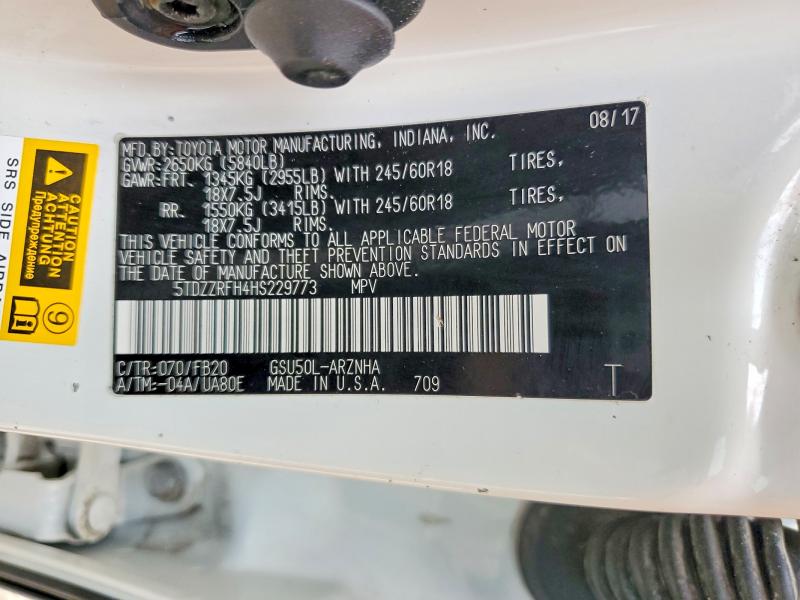 08/17
MFD.BY:TOYOTA MOTOR MANUFACTURING, INDIANA, INC.
GVWR:2650KG (5840LB)
GAWR:FRT. 1345KG (2955LB) WITH 245/60R18 TIRES,
18X7.5J RIMS.
RR. 1550KG (3415LB) WITH 245/60R18 TIRES,
18X7.5J RIMS.
THIS VEHICLE CONFORMS TO ALL APPLICABLE FEDERAL MOTOR
VEHICLE SAFETY AND THEFT PREVENTION STANDARDS IN EFFECT ON
THE DATE OF MANUFACTURE SHOWN ABOVE.
5TDZZRFH4HS229773 MPV
C/TR:070/FB20 GSU50L-ARZNHA
A/TM:-04A/UA80E MADE IN U.S.A. 709
T
CAUTION
ATTENTION
ACHTUNG
Предупреждение
9
SRS SIDE